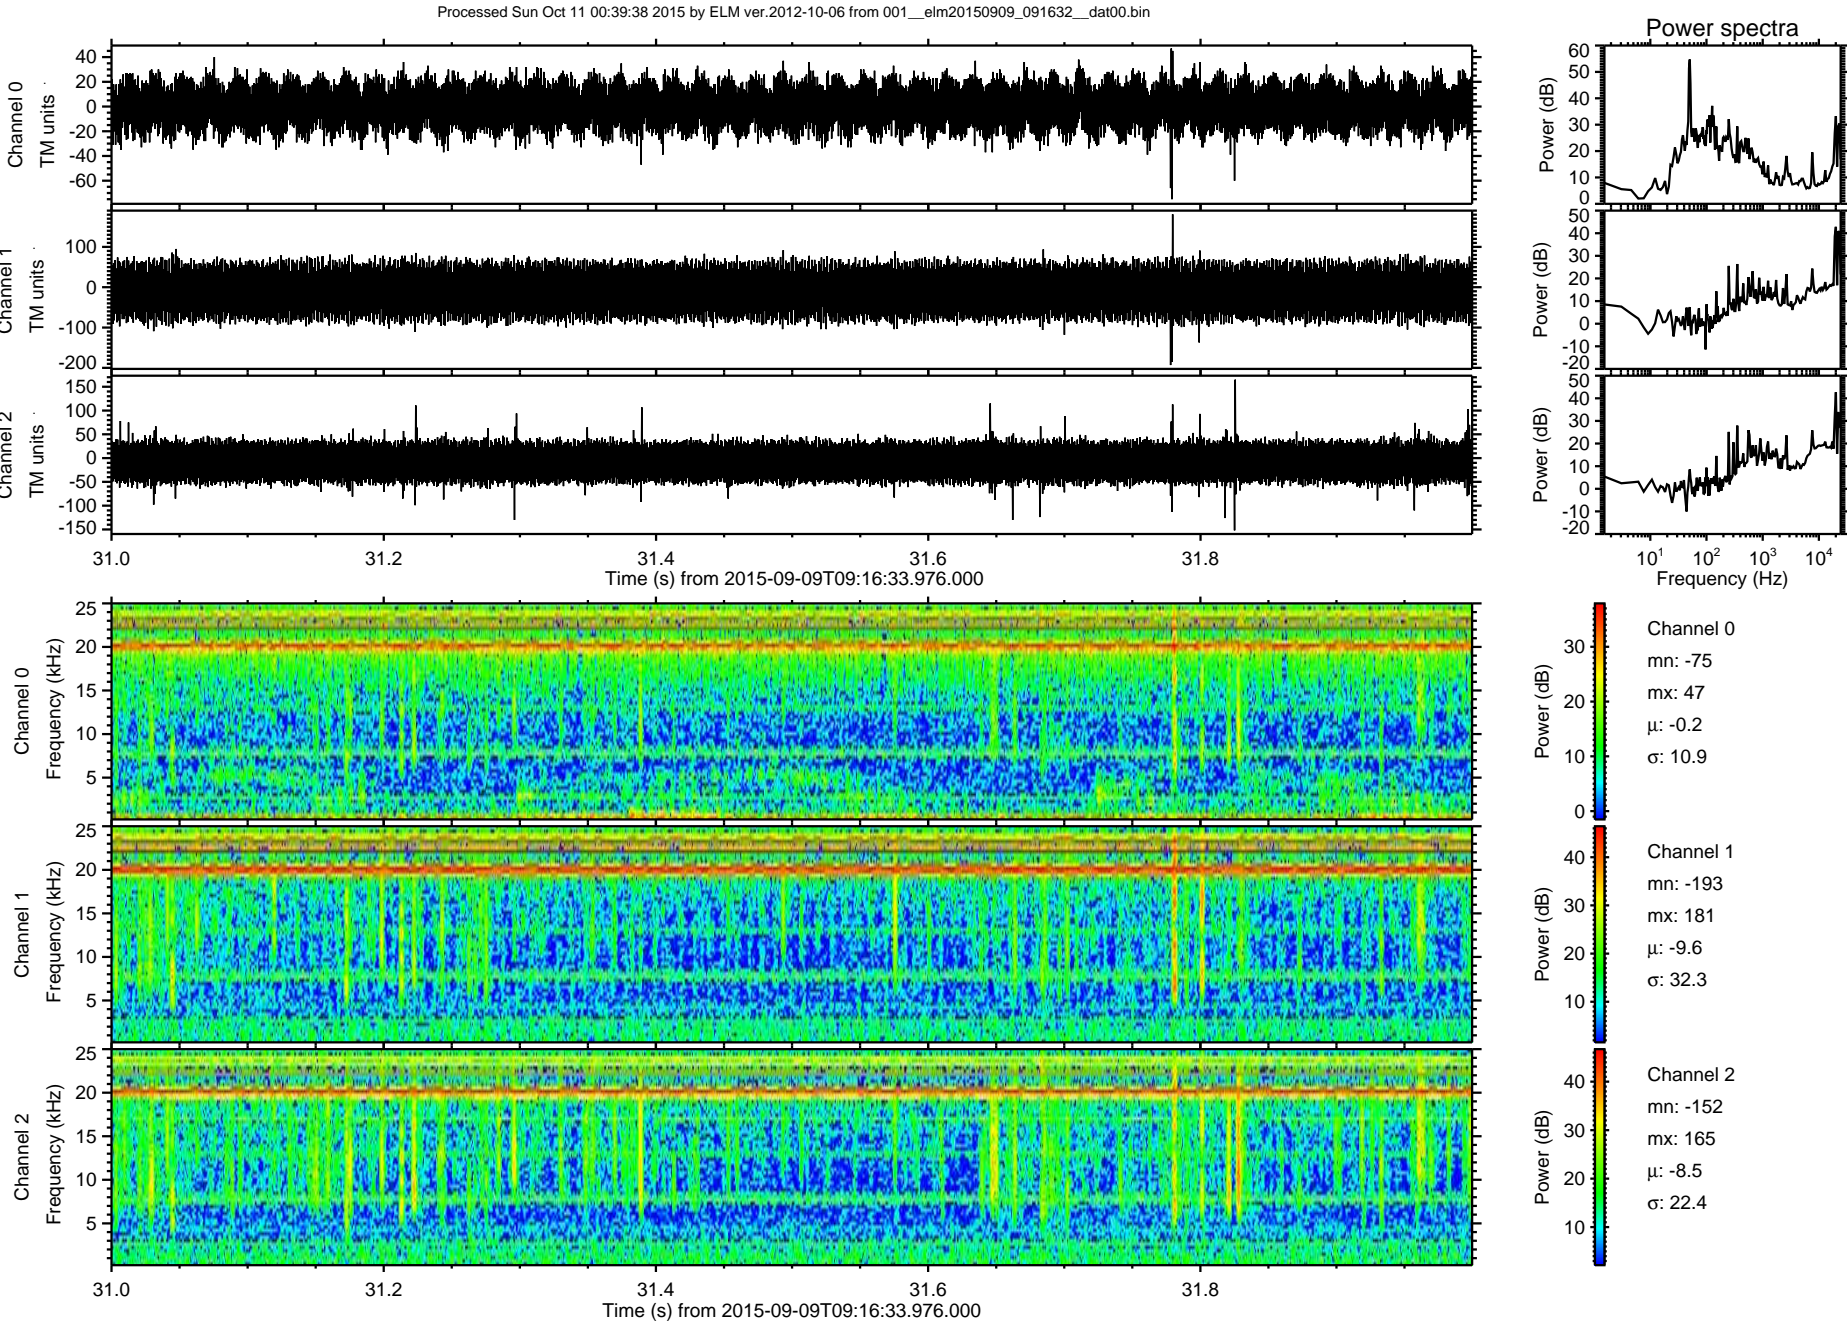 Processed Sun Oct 11 00:39:38 2015 by ELM ver.2012-10-06 from 001__elm20150909_091632__dat00.bin
Power spectra
Channel 0
TM units
40
20
0
-20
-40
-60
Power (dB)
60
50
40
30
20
10
0
Channel 1
TM units
100
0
-100
-200
Power (dB)
50
40
30
20
10
0
-10
-20
Channel 2
TM units
150
100
50
0
-50
-100
-150
Power (dB)
50
40
30
20
10
0
-10
-20
31.0 31.2 31.4 31.6 31.8
Time (s) from 2015-09-09T09:16:33.976.000
10¹ 10² 10³ 10⁴
Frequency (Hz)
Channel 0
Frequency (kHz)
25
20
15
10
5
Power (dB)
30
20
10
0
Channel 0
mn: -75
mx: 47
μ: -0.2
σ: 10.9
Channel 1
Frequency (kHz)
25
20
15
10
5
Power (dB)
40
30
20
10
Channel 1
mn: -193
mx: 181
μ: -9.6
σ: 32.3
Channel 2
Frequency (kHz)
25
20
15
10
5
Power (dB)
40
30
20
10
Channel 2
mn: -152
mx: 165
μ: -8.5
σ: 22.4
31.0 31.2 31.4 31.6 31.8
Time (s) from 2015-09-09T09:16:33.976.000